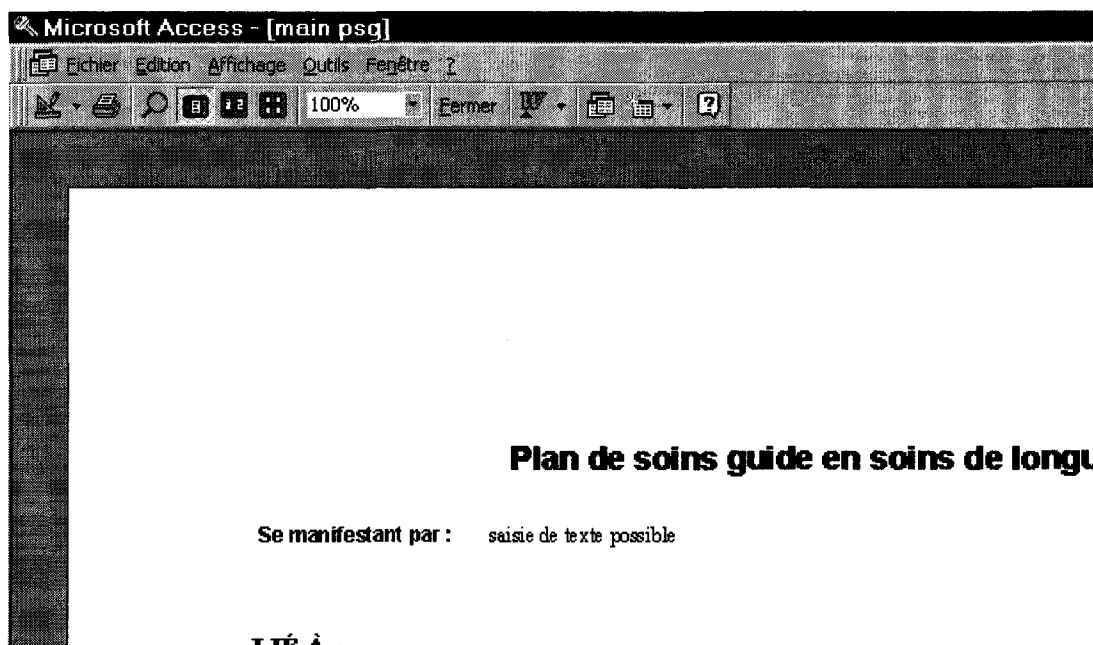 Microsoft Access - [main psg]
Fichier Edition Affichage Outils Fenêtre ?
100% Fermer
Plan de soins guide en soins de longu
Se manifestant par : saisie de texte possible
LIÉ À